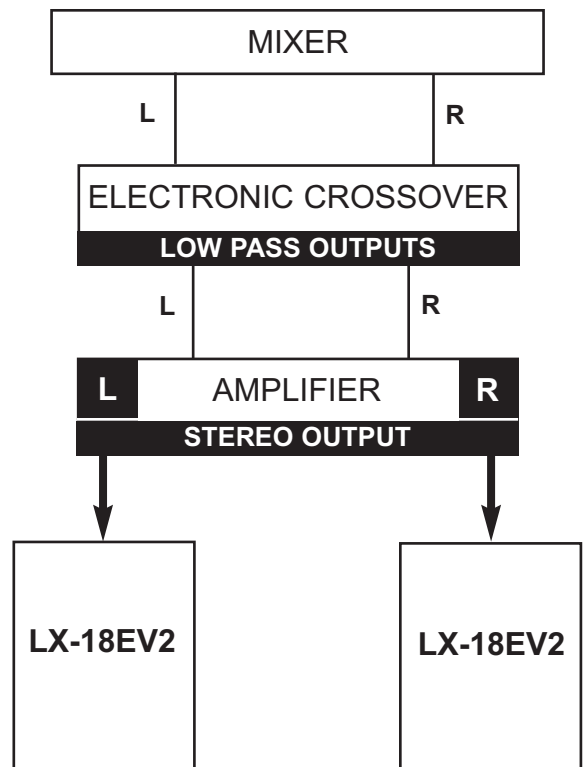 MIXER
L R
ELECTRONIC CROSSOVER
LOW PASS OUTPUTS
L R
L AMPLIFIER R
STEREO OUTPUT
LX-18EV2 LX-18EV2